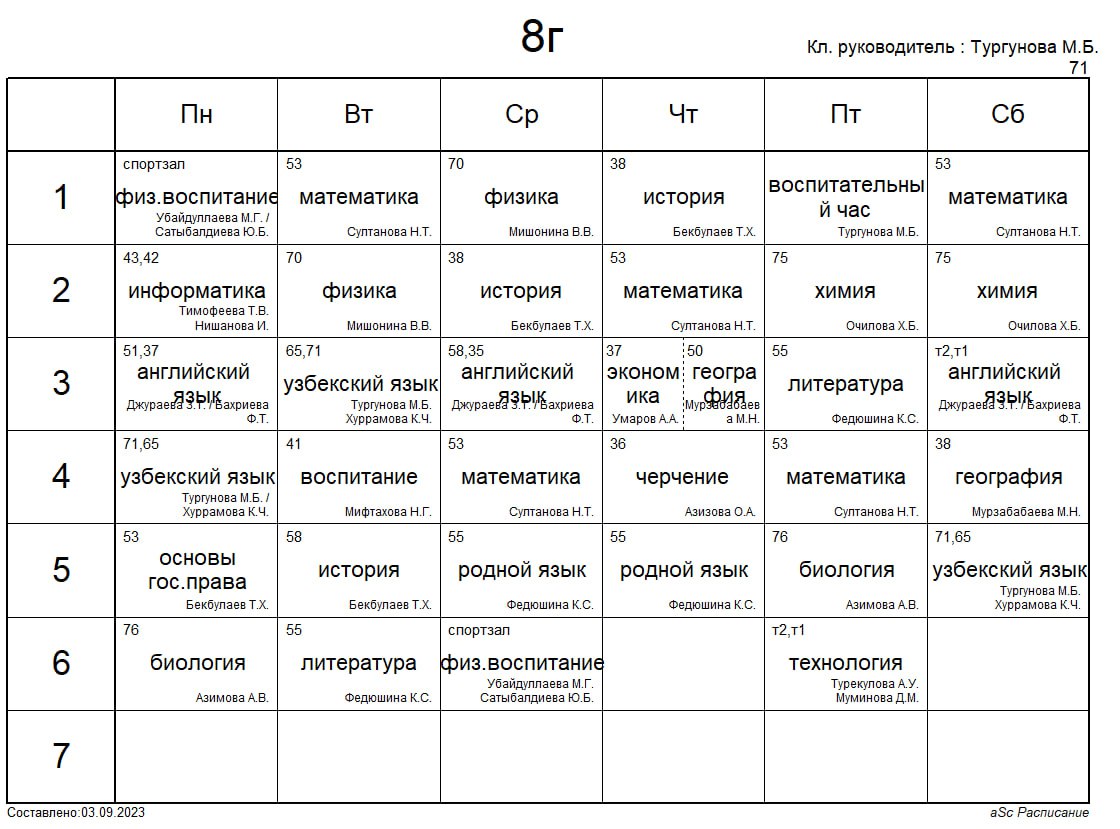 8г
Кл. руководитель : Тургунова М.Б.
71
Пн
Вт
Ср
Чт
Пт
Сб
1
спортзал
физ.воспитание
Убайдуллаева М.Г. /
Сатыбалдиева Ю.Б.
53
математика
Султанова Н.Т.
70
физика
Мишонина В.В.
38
история
Бекбулаев Т.Х.
воспитательны
й час
Тургунова М.Б.
53
математика
Султанова Н.Т.
2
43,42
информатика
Тимофеева Т.В.
Нишанова И.
70
физика
Мишонина В.В.
38
история
Бекбулаев Т.Х.
53
математика
Султанова Н.Т.
75
химия
Очилова Х.Б.
75
химия
Очилова Х.Б.
3
51,37
английский
язык
Джураева З.Т. / Бахриева
Ф.Т.
65,71
узбекский язык
Тургунова М.Б.
Хуррамова К.Ч.
58,35
английский
язык
Джураева З.Т. / Бахриева
Ф.Т.
37
эконом
ика
Умаров А.А.
50
геогра
фия
Мурзабабаев
а М.Н.
55
литература
Федюшина К.С.
т2,т1
английский
язык
Джураева З.Т. / Бахриева
Ф.Т.
4
71,65
узбекский язык
Тургунова М.Б. /
Хуррамова К.Ч.
41
воспитание
Мифтахова Н.Г.
53
математика
Султанова Н.Т.
36
черчение
Азизова О.А.
53
математика
Султанова Н.Т.
38
география
Мурзабабаева М.Н.
5
53
основы
гос.права
Бекбулаев Т.Х.
58
история
Бекбулаев Т.Х.
55
родной язык
Федюшина К.С.
55
родной язык
Федюшина К.С.
76
биология
Азимова А.В.
71,65
узбекский язык
Тургунова М.Б.
Хуррамова К.Ч.
6
76
биология
Азимова А.В.
55
литература
Федюшина К.С.
спортзал
физ.воспитание
Убайдуллаева М.Г.
Сатыбалдиева Ю.Б.
т2,т1
технология
Турекулова А.У.
Муминова Д.М.
7
Составлено:03.09.2023
aSc Расписание